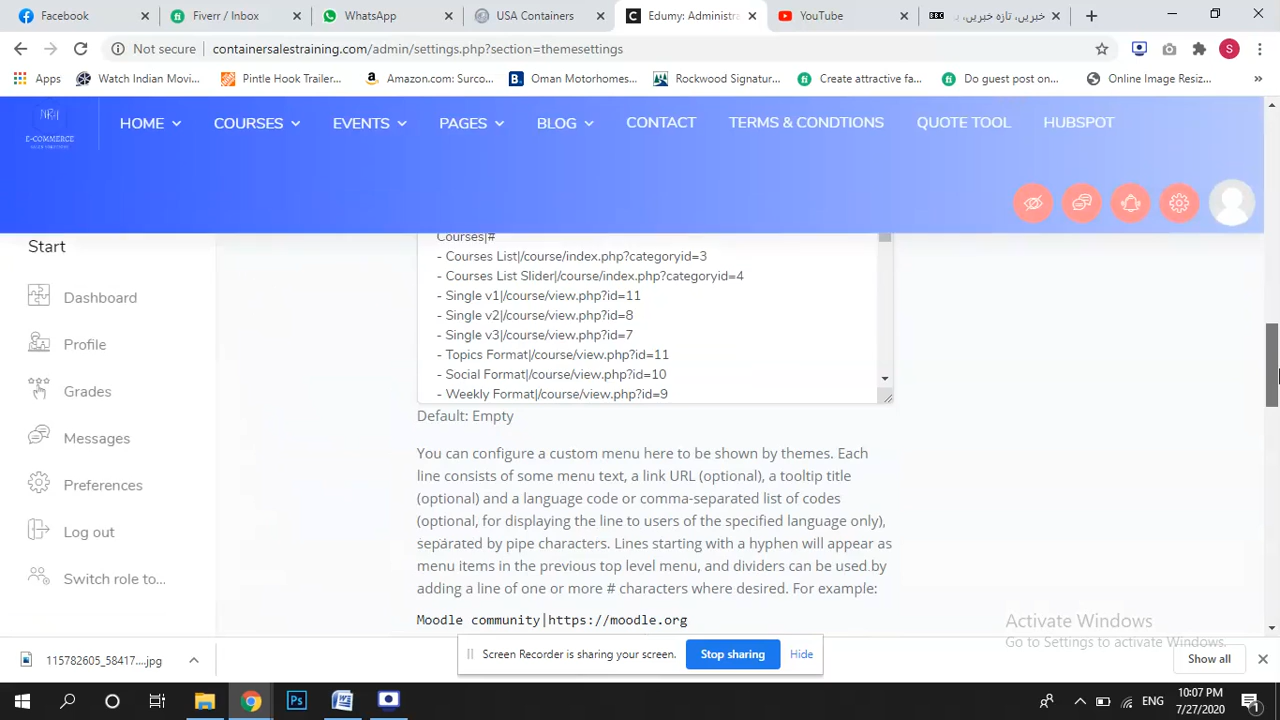 Facebook
Fiverr / Inbox
WhatsApp
USA Containers
Edumy: Administra
YouTube
خبریں، تازہ خبریں،
Not secure
containersalestraining.com/admin/settings.php?section=themesettings
S
Apps
Watch Indian Movi...
Pintle Hook Trailer...
Amazon.com: Surco...
Oman Motorhomes...
Rockwood Signatur...
Create attractive fa...
Do guest post on...
Online Image Resiz...
E-COMMERCE
HOME
COURSES
EVENTS
PAGES
BLOG
CONTACT
TERMS & CONDTIONS
QUOTE TOOL
HUBSPOT
Start
Dashboard
Profile
Grades
Messages
Preferences
Log out
Switch role to...
Courses|#
- Courses List|/course/index.php?categoryid=3
- Courses List Slider|/course/index.php?categoryid=4
- Single v1|/course/view.php?id=11
- Single v2|/course/view.php?id=8
- Single v3|/course/view.php?id=7
- Topics Format|/course/view.php?id=11
- Social Format|/course/view.php?id=10
- Weekly Format|/course/view.php?id=9
Default: Empty
You can configure a custom menu here to be shown by themes. Each
line consists of some menu text, a link URL (optional), a tooltip title
(optional) and a language code or comma-separated list of codes
(optional, for displaying the line to users of the specified language only),
separated by pipe characters. Lines starting with a hyphen will appear as
menu items in the previous top level menu, and dividers can be used by
adding a line of one or more # characters where desired. For example:
Moodle community|https://moodle.org
Activate Windows
Go to Settings to activate Windows.
Screen Recorder is sharing your screen.
Stop sharing
Hide
115782605_58417....jpg
Show all
ENG
10:07 PM
7/27/2020
1